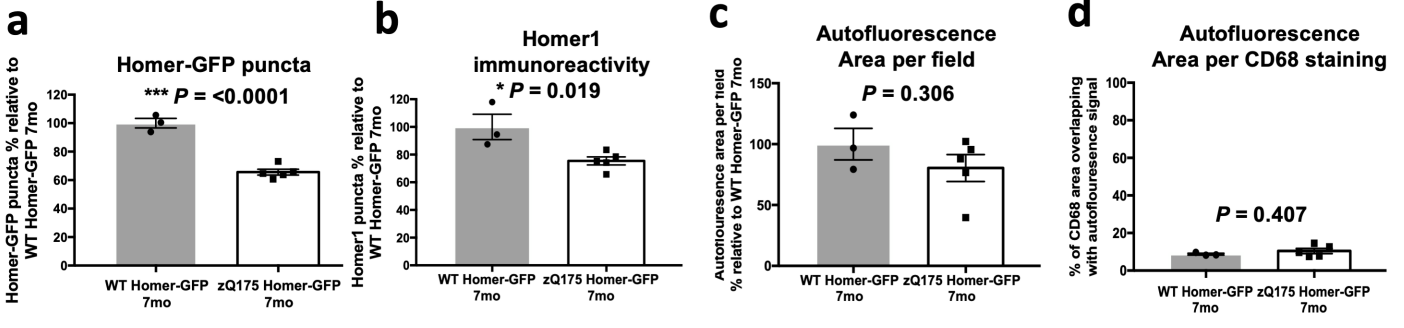 a
Homer-GFP puncta
*** P = <0.0001
Homer-GFP puncta % relative to
WT Homer-GFP 7mo
120
100
80
60
40
20
0
WT Homer-GFP
7mo
zQ175 Homer-GFP
7mo
b
Homer1
immunoreactivity
* P = 0.019
Homer1 puncta % relative to
WT Homer-GFP 7mo
120
100
80
60
40
20
0
WT Homer-GFP
7mo
zQ175 Homer-GFP
7mo
c
Autofluorescence
Area per field
P = 0.306
Autoflouresence area per field
% relative to WT Homer-GFP 7mo
150
100
50
0
WT Homer-GFP
7mo
zQ175 Homer-GFP
7mo
d
Autofluorescence
Area per CD68 staining
P = 0.407
% of CD68 area overlapping
with autoflouresence signal
100
80
60
40
20
0
WT Homer-GFP
7mo
zQ175 Homer-GFP
7mo